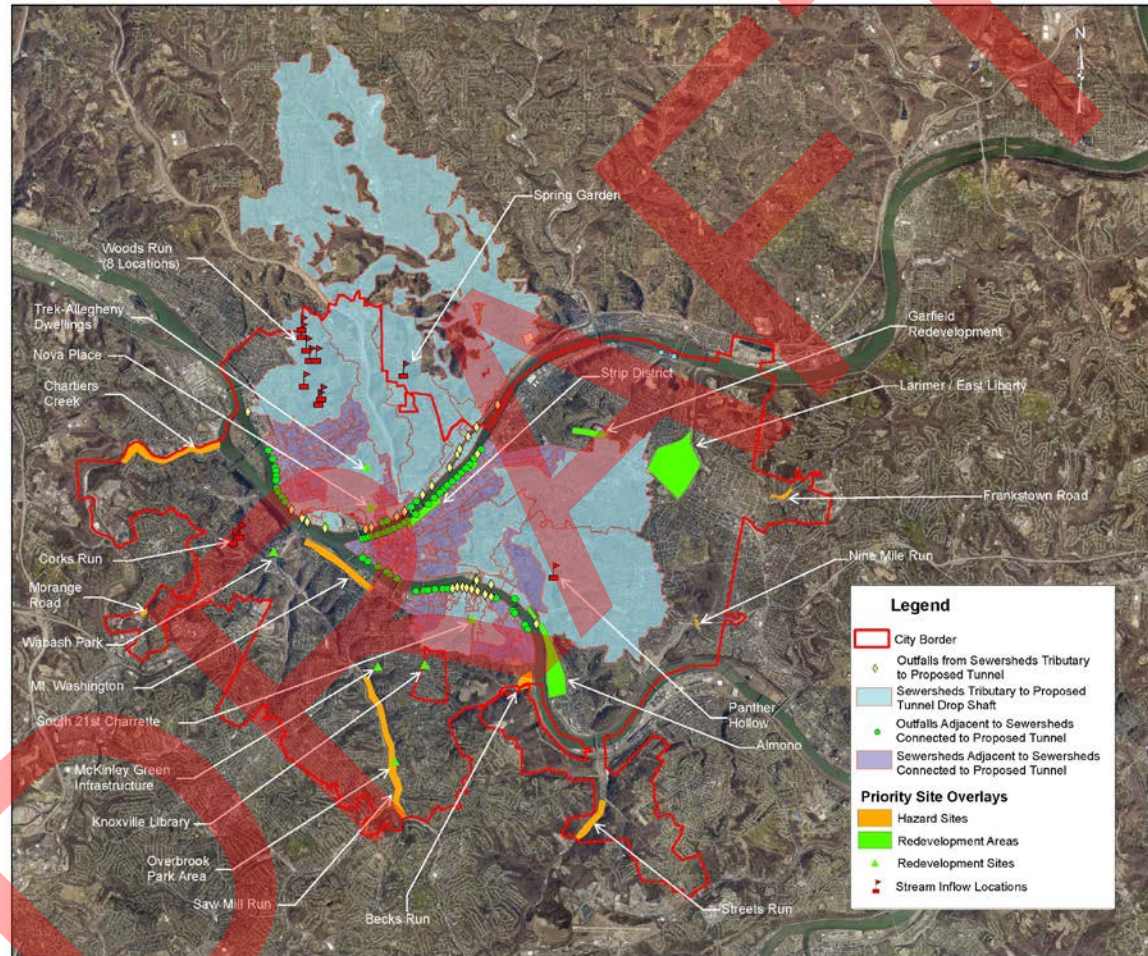 N
Spring Garden
Woods Run
(8 Locations)
Trek-Allegheny
Dwellings
Nova Place
Chartiers
Creek
Garfield
Redevelopment
Strip District
Larimer / East Liberty
Frankstown Road
Corks Run
Morange
Road
Wabash Park
Mt. Washington
South 21st Charrette
McKinley Green
Infrastructure
Knoxville Library
Overbrook
Park Area
Saw Mill Run
Becks Run
Nine Mile Run
Panther
Hollow
Almono
Streets Run
Legend
City Border
Outfalls from Sewersheds Tributary
to Proposed Tunnel
Sewersheds Tributary to Proposed
Tunnel Drop Shaft
Outfalls Adjacent to Sewersheds
Connected to Proposed Tunnel
Sewersheds Adjacent to Sewersheds
Connected to Proposed Tunnel
Priority Site Overlays
Hazard Sites
Redevelopment Areas
Redevelopment Sites
Stream Inflow Locations
DRAFT